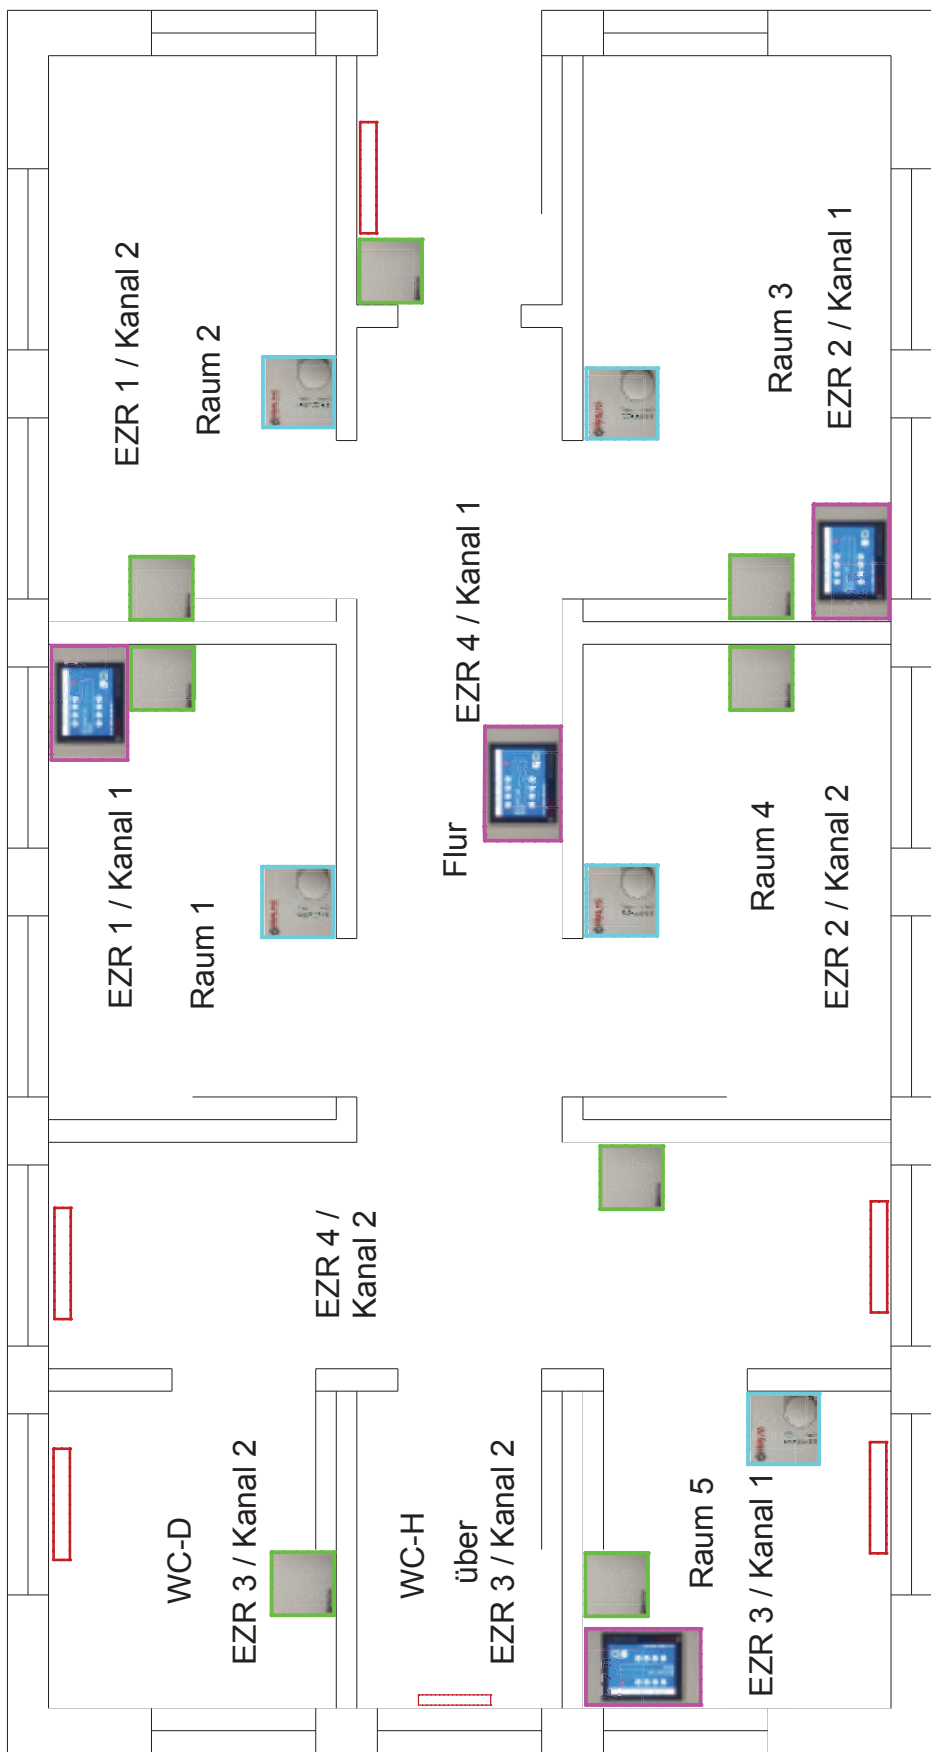 EZR 1 / Kanal 2
Raum 2
EZR 1 / Kanal 1
Raum 1
EZR 4 / Kanal 1
Flur
Raum 3
EZR 2 / Kanal 1
Raum 4
EZR 2 / Kanal 2
EZR 4 /
Kanal 2
WC-D
EZR 3 / Kanal 2
WC-H
über
EZR 3 / Kanal 2
Raum 5
EZR 3 / Kanal 1